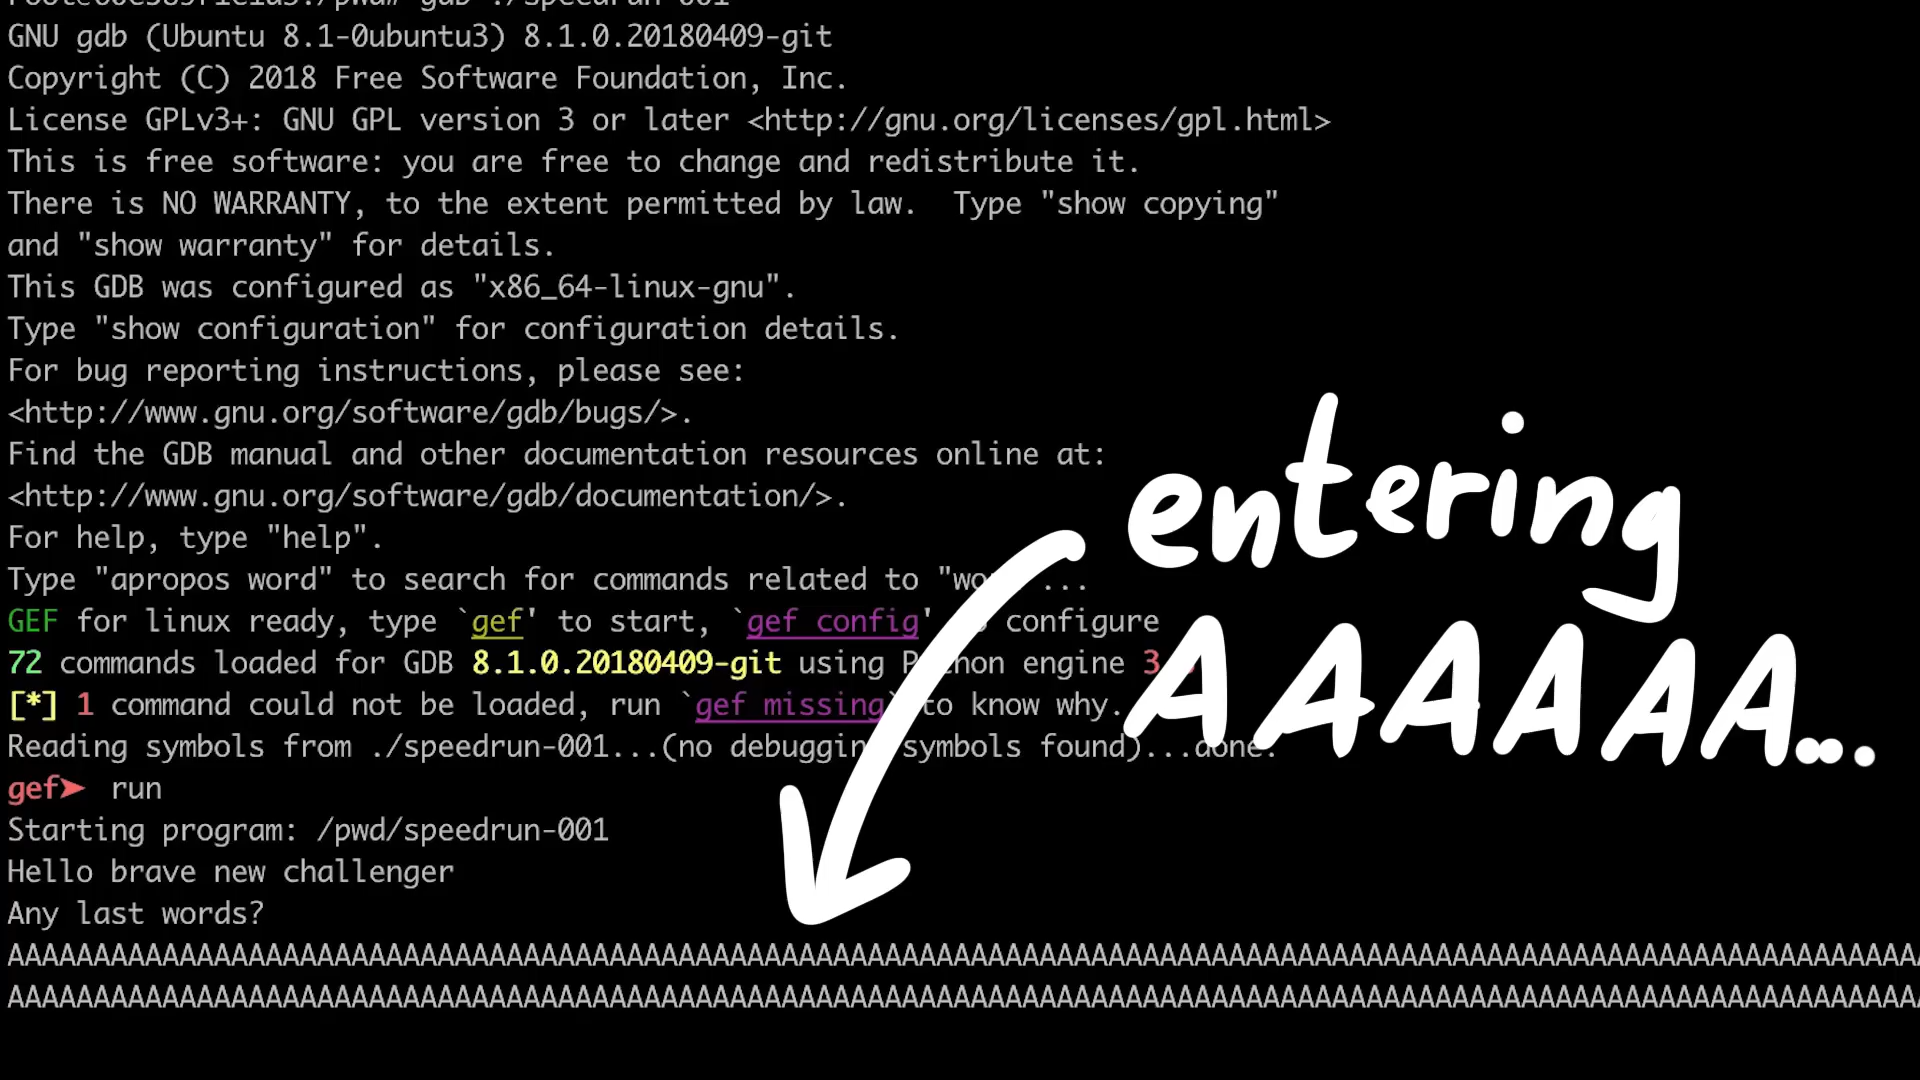 GNU gdb (Ubuntu 8.1-0ubuntu3) 8.1.0.20180409-git
Copyright (C) 2018 Free Software Foundation, Inc.
License GPLv3+: GNU GPL version 3 or later <http://gnu.org/licenses/gpl.html>
This is free software: you are free to change and redistribute it.
There is NO WARRANTY, to the extent permitted by law.  Type "show copying"
and "show warranty" for details.
This GDB was configured as "x86_64-linux-gnu".
Type "show configuration" for configuration details.
For bug reporting instructions, please see:
<http://www.gnu.org/software/gdb/bugs/>.
Find the GDB manual and other documentation resources online at:
<http://www.gnu.org/software/gdb/documentation/>.
For help, type "help".
Type "apropos word" to search for commands related to ...
GEF for linux ready, type `gef' to start, `gef config' configure
72 commands loaded for GDB 8.1.0.20180409-git using engine
[*] 1 command could not be loaded, run `gef missing` to know why.
Reading symbols from ./speedrun-001...(no debugging symbols found)...done.
gef➤  run
Starting program: /pwd/speedrun-001
Hello brave new challenger
Any last words?
AAAAAAAAAAAAAAAAAAAAAAAAAAAAAAAAAAAAAAAAAAAAAAAAAAAAAAAAAAAAAAAAAAAAAAAAAAAAAAAAAAAAAAAAAAAAAAAAAAAAAAAAAAAAAAAA
AAAAAAAAAAAAAAAAAAAAAAAAAAAAAAAAAAAAAAAAAAAAAAAAAAAAAAAAAAAAAAAAAAAAAAAAAAAAAAAAAAAAAAAAAAAAAAAAAAAAAAAAAAAAAAAA
entering
AAAAAA...